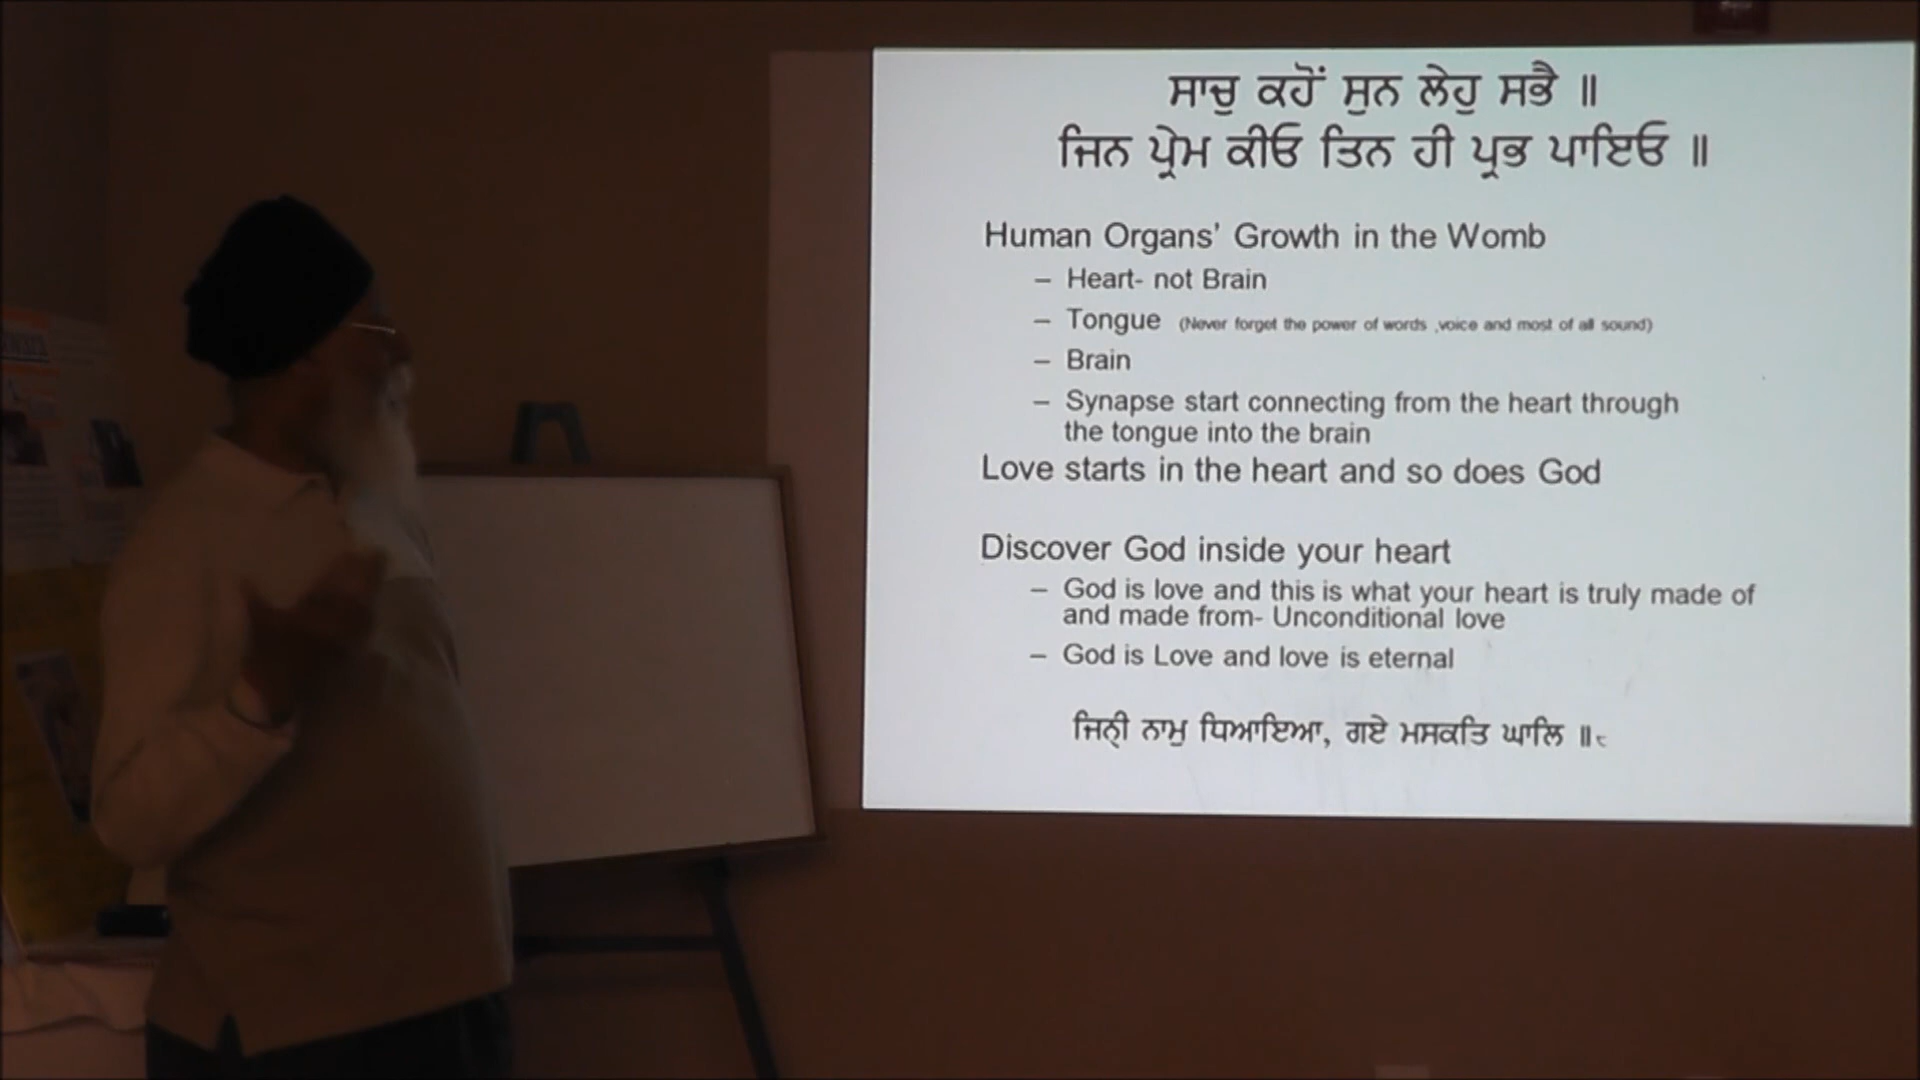 ਸਾਚੁ ਕਹੋਂ ਸੁਨ ਲੇਹੁ ਸਭੈ ॥
ਜਿਨ ਪ੍ਰੇਮ ਕੀਓ ਤਿਨ ਹੀ ਪ੍ਰਭ ਪਾਇਓ ॥
Human Organs' Growth in the Womb
– Heart- not Brain
– Tongue (Never forget the power of words ,voice and most of all sound)
– Brain
– Synapse start connecting from the heart through
the tongue into the brain
Love starts in the heart and so does God
Discover God inside your heart
– God is love and this is what your heart is truly made of
and made from- Unconditional love
– God is Love and love is eternal
ਜਿਨ੍ਹੀ ਨਾਮੁ ਧਿਆਇਆ, ਗਏ ਮਸਕਤਿ ਘਾਲਿ ॥